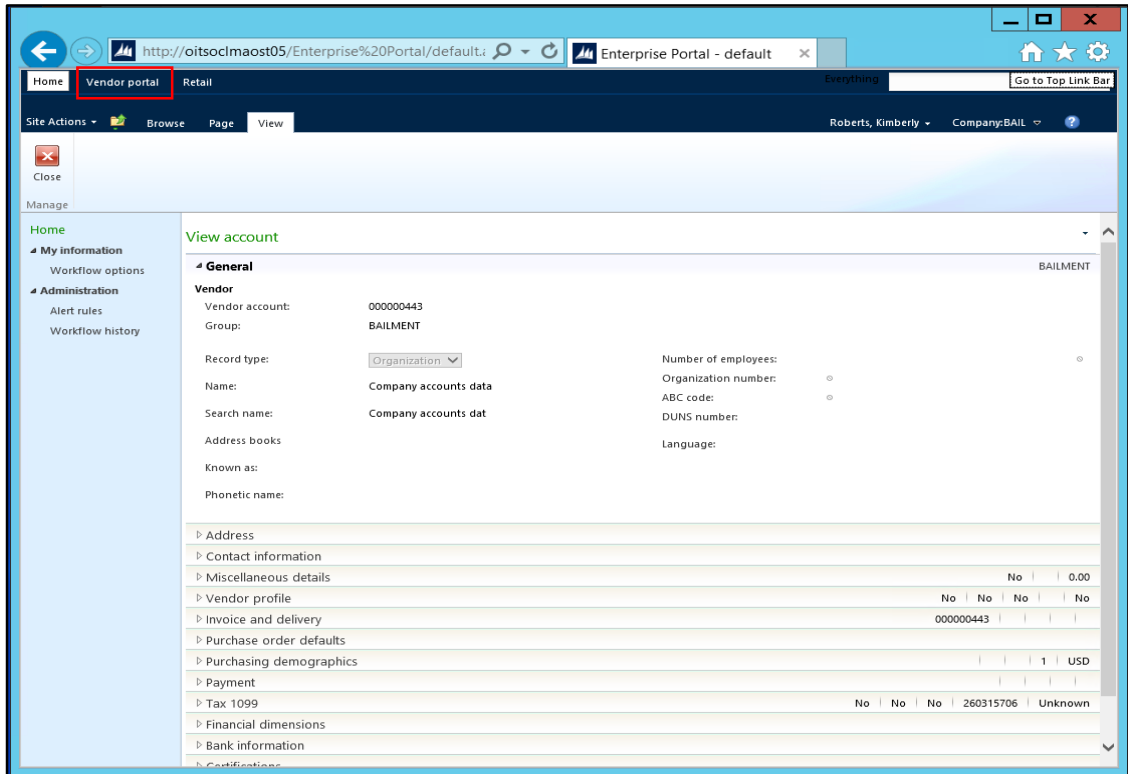 http://oitsoclmaost05/Enterprise%20Portal/default.a
Enterprise Portal - default
Home Vendor portal Retail Everything Go to Top Link Bar
Site Actions Browse Page View Roberts, Kimberly Company:BAIL
Close
Manage
Home
My information
Workflow options
Administration
Alert rules
Workflow history
View account
General BAILMENT
Vendor
Vendor account: 000000443
Group: BAILMENT
Record type: Organization
Name: Company accounts data
Search name: Company accounts dat
Address books
Known as:
Phonetic name:
Number of employees:
Organization number:
ABC code:
DUNS number:
Language:
Address
Contact information
Miscellaneous details No 0.00
Vendor profile No No No No
Invoice and delivery 000000443
Purchase order defaults
Purchasing demographics 1 USD
Payment
Tax 1099 No No No 260315706 Unknown
Financial dimensions
Bank information
Certifications